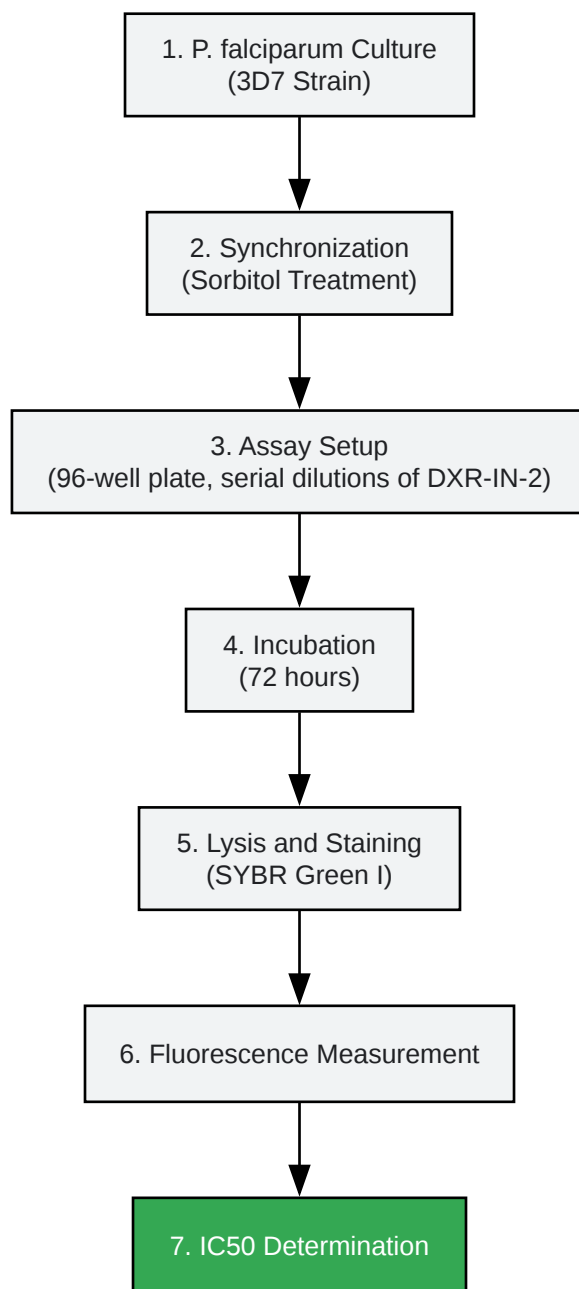 1. P. falciparum Culture
(3D7 Strain)
2. Synchronization
(Sorbitol Treatment)
3. Assay Setup
(96-well plate, serial dilutions of DXR-IN-2)
4. Incubation
(72 hours)
5. Lysis and Staining
(SYBR Green I)
6. Fluorescence Measurement
7. IC50 Determination